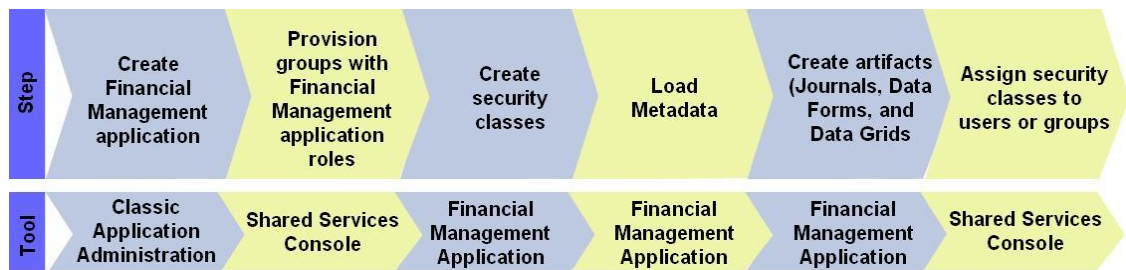 Step
Create
Financial
Management
application
Provision
groups with
Financial
Management
application
roles
Create
security
classes
Load
Metadata
Create artifacts
(Journals, Data
Forms, and
Data Grids
Assign security
classes to
users or groups
Tool
Classic
Application
Administration
Shared Services
Console
Financial
Management
Application
Financial
Management
Application
Financial
Management
Application
Shared Services
Console